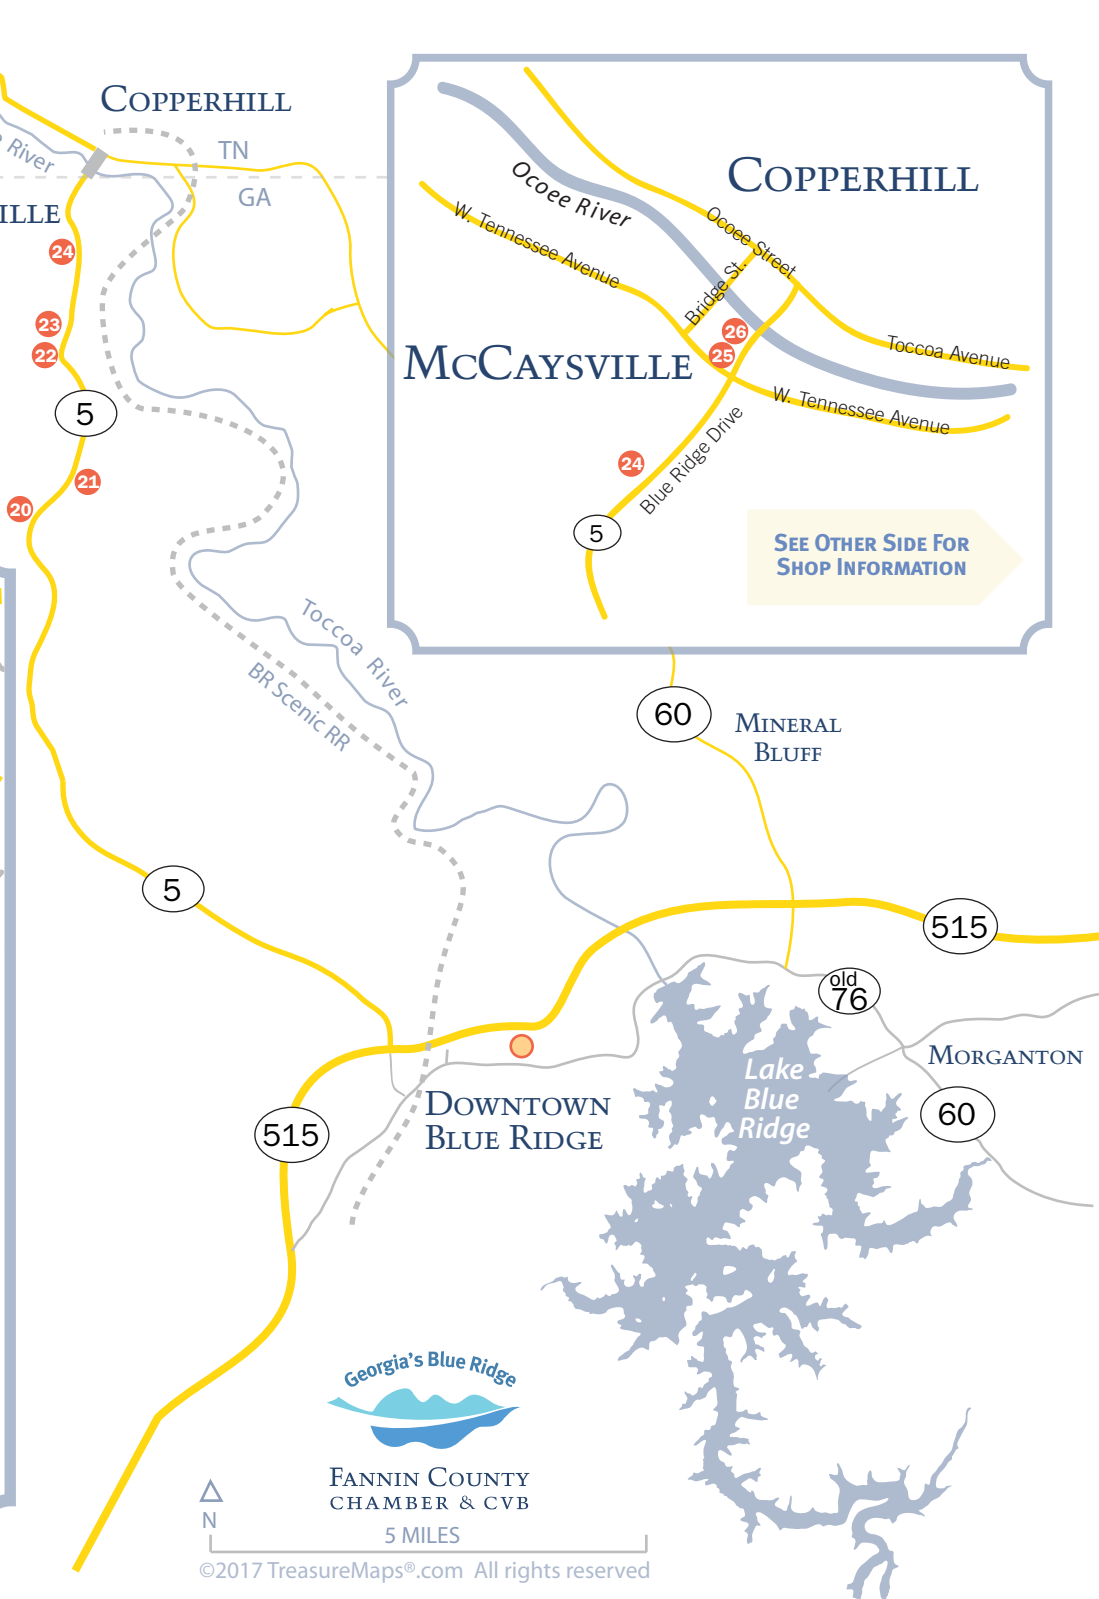 COPPERHILL
TN
GA
River
ILLE
24
23
22
5
21
20
Toccoa River
BR Scenic RR
5
COPPERHILL
Ocoee River
W. Tennessee Avenue
Ocoee Street
Bridge St.
26
25
MCCAYSVILLE
Toccoa Avenue
W. Tennessee Avenue
24
Blue Ridge Drive
5
SEE OTHER SIDE FOR
SHOP INFORMATION
60
MINERAL
BLUFF
515
old
76
MORGANTON
60
Lake
Blue
Ridge
DOWNTOWN
BLUE RIDGE
515
Georgia's Blue Ridge
FANNIN COUNTY
CHAMBER & CVB
N
5 MILES
©2017 TreasureMaps®.com All rights reserved